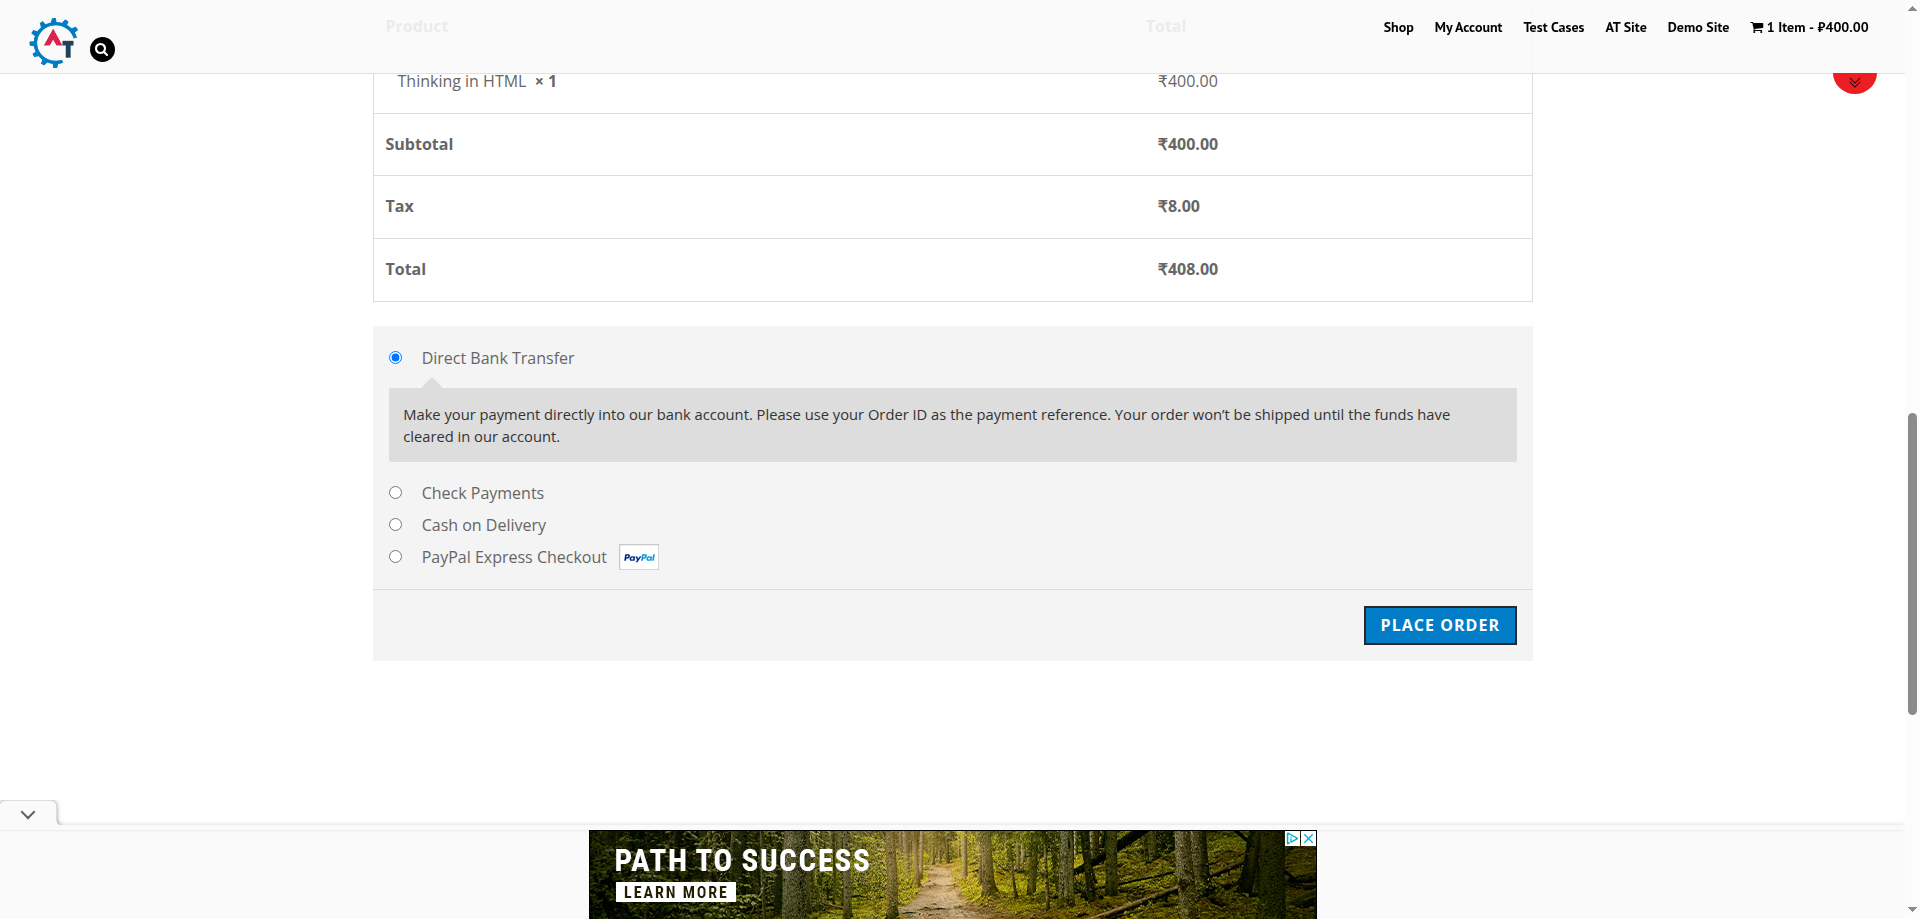 Product Total
AT
Shop My Account Test Cases AT Site Demo Site 1 Item - ₽400.00
Thinking in HTML × 1 ₹400.00
Subtotal ₹400.00
Tax ₹8.00
Total ₹408.00
Direct Bank Transfer
Make your payment directly into our bank account. Please use your Order ID as the payment reference. Your order won’t be shipped until the funds have
cleared in our account.
Check Payments
Cash on Delivery
PayPal Express Checkout PayPal
PLACE ORDER
PATH TO SUCCESS
LEARN MORE